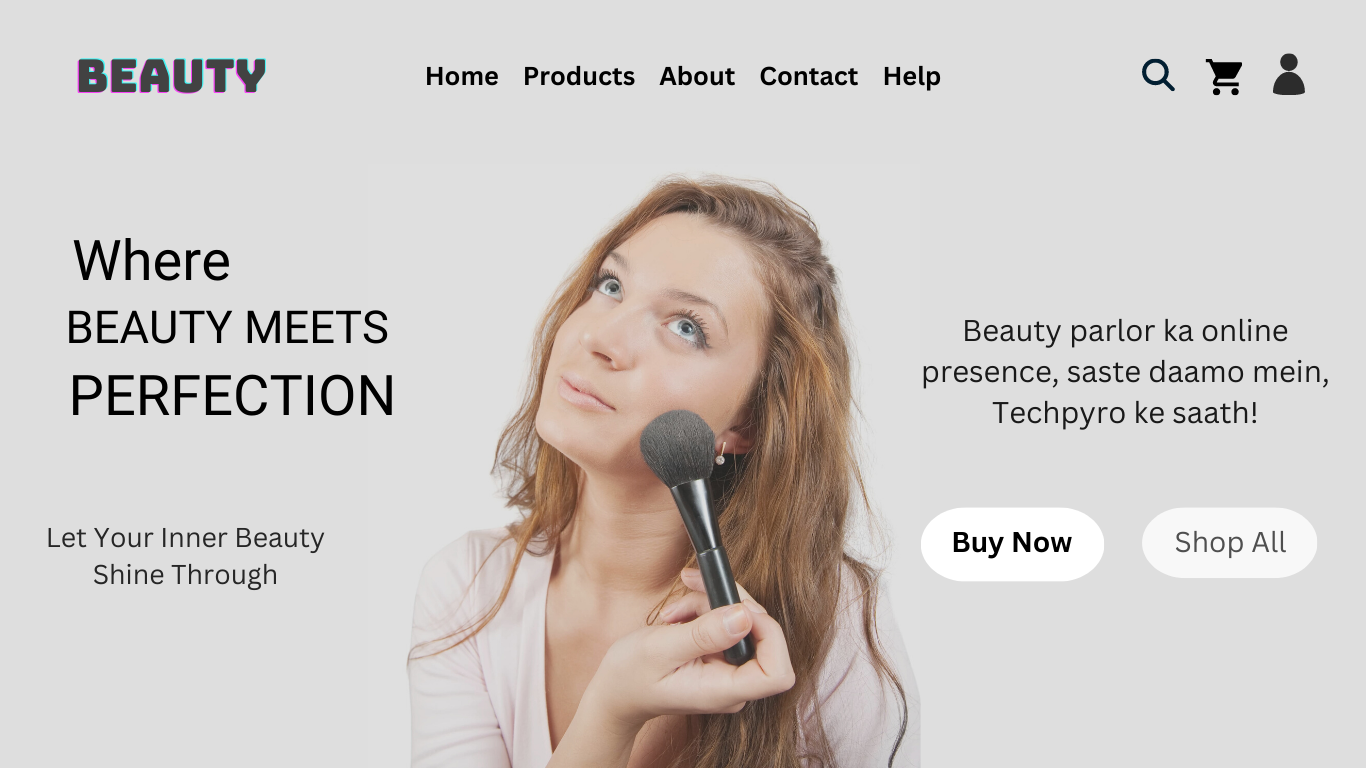 BEAUTY
Home Products About Contact Help
Where
BEAUTY MEETS
PERFECTION
Let Your Inner Beauty
Shine Through
Beauty parlor ka online
presence, saste daamo mein,
Techpyro ke saath!
Buy Now
Shop All